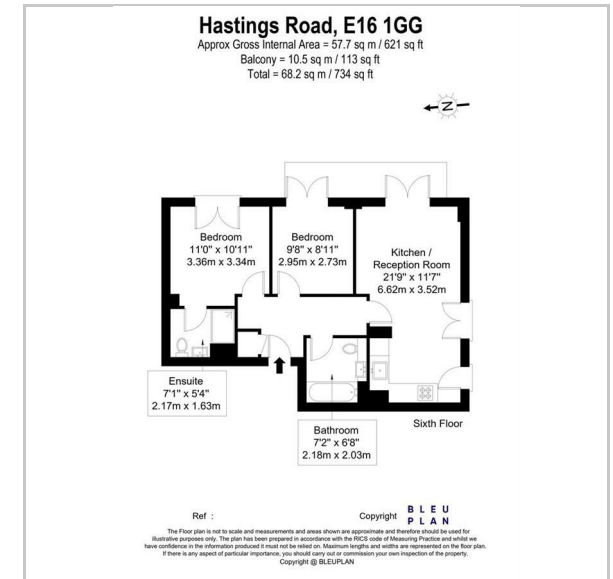 Hastings Road, E16 1GG
Approx Gross Internal Area = 57.7 sq m / 621 sq ft
Balcony = 10.5 sq m / 113 sq ft
Total = 68.2 sq m / 734 sq ft
N
Bedroom
11'0" x 10'11"
3.36m x 3.34m
Bedroom
9'8" x 8'11"
2.95m x 2.73m
Kitchen /
Reception Room
21'9" x 11'7"
6.62m x 3.52m
Ensuite
7'1" x 5'4"
2.17m x 1.63m
Bathroom
7'2" x 6'8"
2.18m x 2.03m
Sixth Floor
Ref :
Copyright
BLEU
PLAN
The Floor plan is not to scale and measurements and areas shown are approximate and therefore should be used for
illustrative purposes only. The plan has been prepared in accordance with the RICS code of Measuring Practice and whilst we
have confidence in the information produced it must not be relied on. Maximum lengths and widths are represented on the floor plan.
If there is any aspect of particular importance, you should carry out or commission your own inspection of the property.
Copyright @ BLEUPLAN